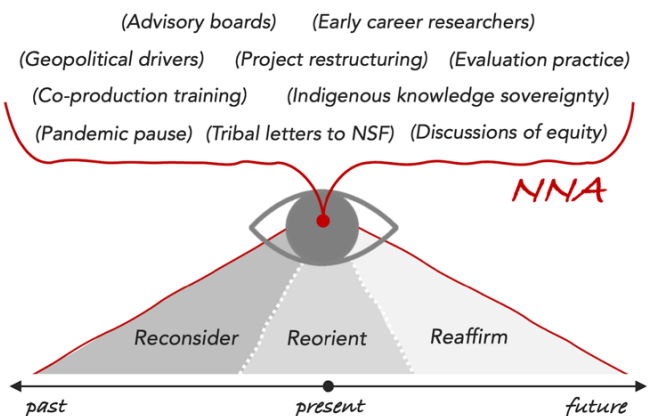 (Advisory boards) (Early career researchers)
(Geopolitical drivers) (Project restructuring) (Evaluation practice)
(Co-production training) (Indigenous knowledge sovereignty)
(Pandemic pause) (Tribal letters to NSF) (Discussions of equity)
NNA
Reconsider Reorient Reaffirm
past present future